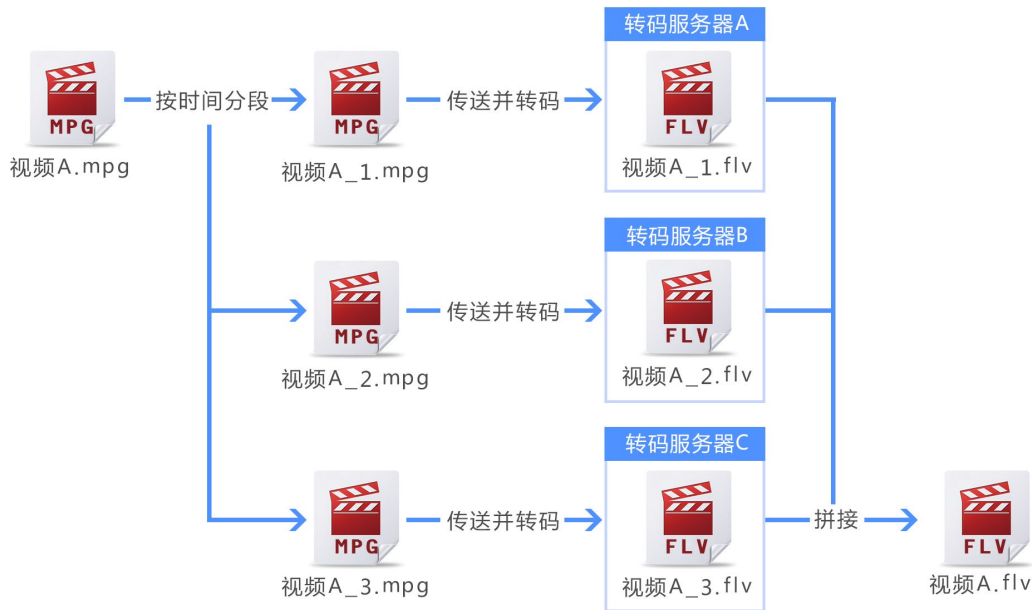 转码服务器A
MPG
按时间分段
MPG
传送并转码
FLV
视频A.mpg
视频A_1.mpg
视频A_1.flv
转码服务器B
MPG
传送并转码
FLV
视频A_2.mpg
视频A_2.flv
转码服务器C
MPG
传送并转码
FLV
拼接
FLV
视频A_3.mpg
视频A_3.flv
视频A.flv